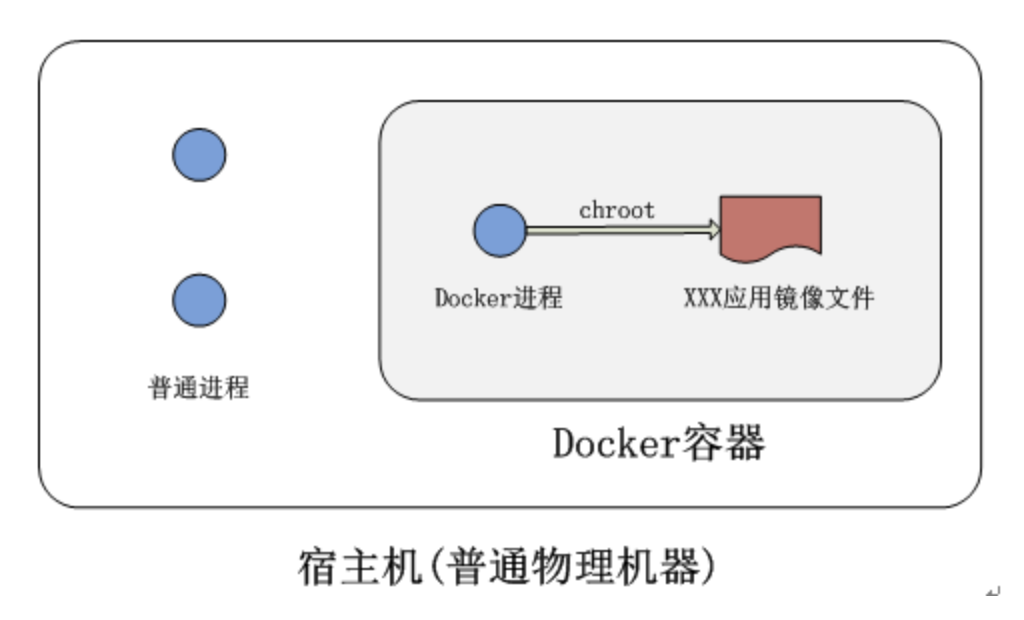 chroot
Docker进程
XXX应用镜像文件
普通进程
Docker容器
宿主机(普通物理机器)